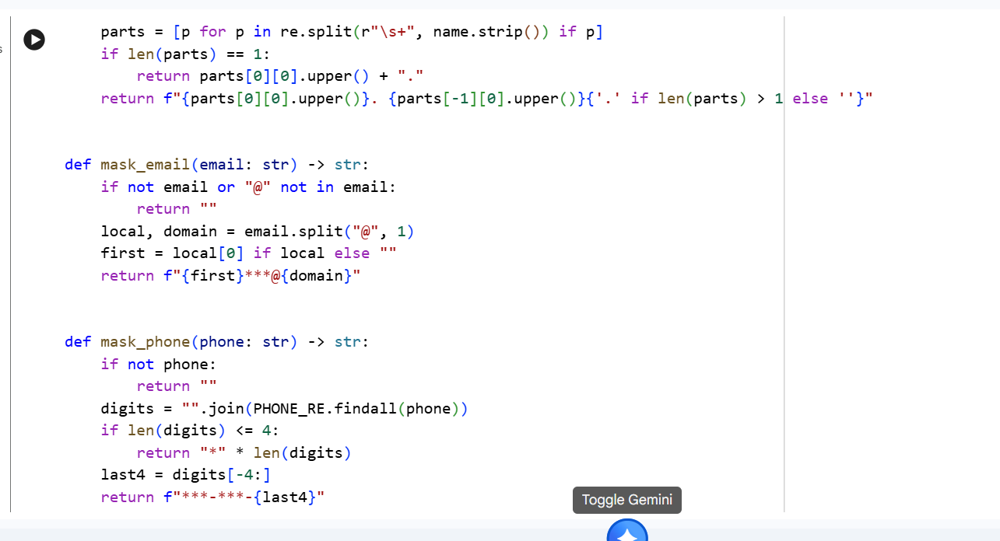 parts = [p for p in re.split(r"\s+", name.strip()) if p]
    if len(parts) == 1:
        return parts[0][0].upper() + "."
    return f"{parts[0][0].upper()}. {parts[-1][0].upper()}{'.' if len(parts) > 1 else ''}"
def mask_email(email: str) -> str:
    if not email or "@" not in email:
        return ""
    local, domain = email.split("@", 1)
    first = local[0] if local else ""
    return f"{first}***@{domain}"
def mask_phone(phone: str) -> str:
    if not phone:
        return ""
    digits = "".join(PHONE_RE.findall(phone))
    if len(digits) <= 4:
        return "*" * len(digits)
    last4 = digits[-4:]
    return f"***-***-{last4}"
Toggle Gemini